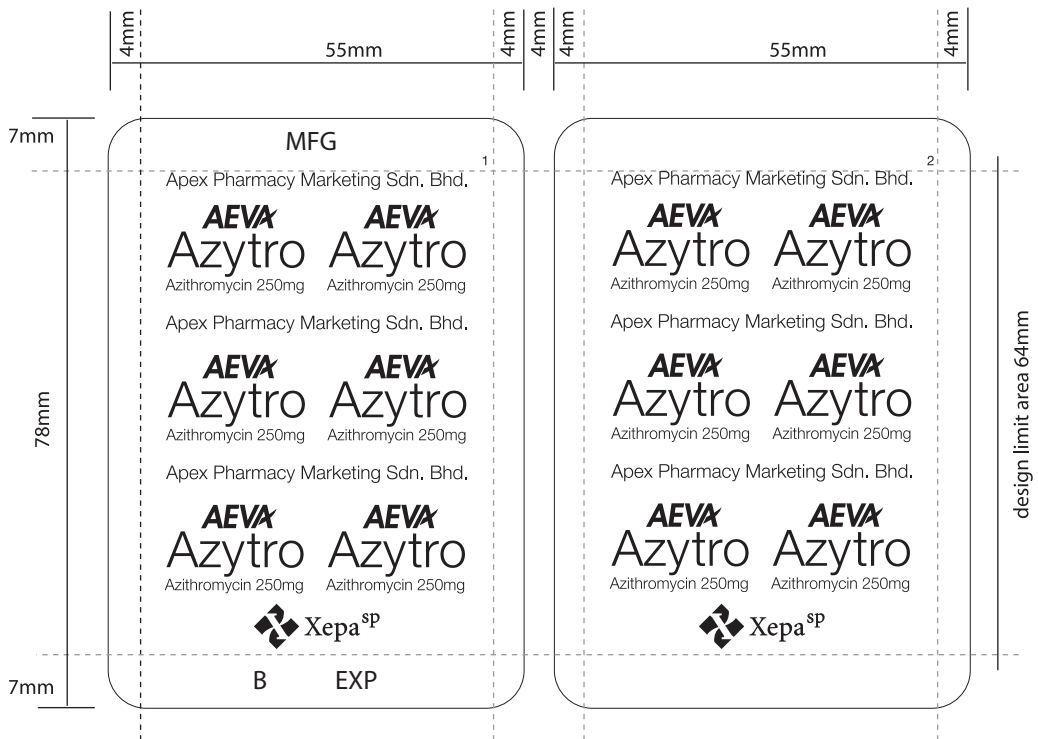 4mm 55mm 4mm 4mm 4mm 55mm 4mm
7mm
MFG
1
Apex Pharmacy Marketing Sdn. Bhd.
AEVA AEVA
Azytro Azytro
Azithromycin 250mg Azithromycin 250mg
Apex Pharmacy Marketing Sdn. Bhd.
AEVA AEVA
Azytro Azytro
Azithromycin 250mg Azithromycin 250mg
Apex Pharmacy Marketing Sdn. Bhd.
AEVA AEVA
Azytro Azytro
Azithromycin 250mg Azithromycin 250mg
Xepa sp
B EXP
78mm
7mm
2
Apex Pharmacy Marketing Sdn. Bhd.
AEVA AEVA
Azytro Azytro
Azithromycin 250mg Azithromycin 250mg
Apex Pharmacy Marketing Sdn. Bhd.
AEVA AEVA
Azytro Azytro
Azithromycin 250mg Azithromycin 250mg
Apex Pharmacy Marketing Sdn. Bhd.
AEVA AEVA
Azytro Azytro
Azithromycin 250mg Azithromycin 250mg
Xepa sp
design limit area 64mm